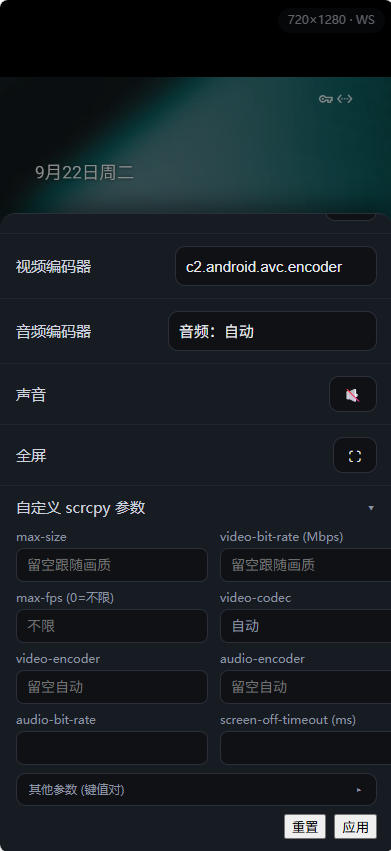 720×1280 · WS
9月22日周二
视频编码器 c2.android.avc.encoder
音频编码器 音频：自动
声音
全屏
自定义 scrcpy 参数
max-size video-bit-rate (Mbps)
留空跟随画质 留空跟随画质
max-fps (0=不限) video-codec
不限 自动
video-encoder audio-encoder
留空自动 留空自动
audio-bit-rate screen-off-timeout (ms)
其他参数 (键值对)
重置 应用